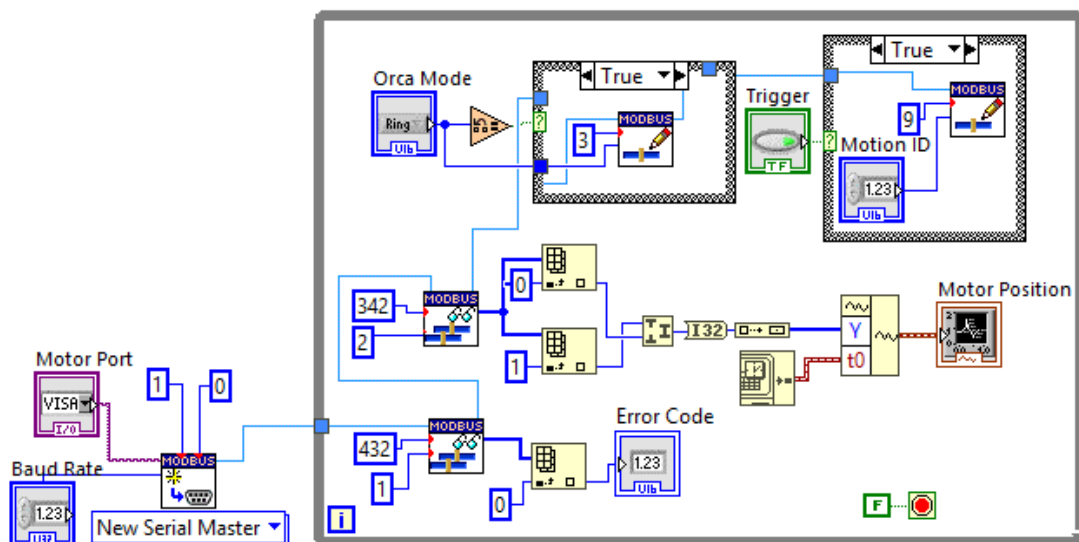 Orca Mode
Ring
U16
True
3
MODBUS
Trigger
TF
True
MODBUS
9
Motion ID
1.23
U16
342
2
MODBUS
0
1
I32
Y
t0
Motor Position
Motor Port
VISA
I/O
1
0
MODBUS
Baud Rate
1.23
U32
New Serial Master
432
1
MODBUS
0
Error Code
1.23
U16
i
F